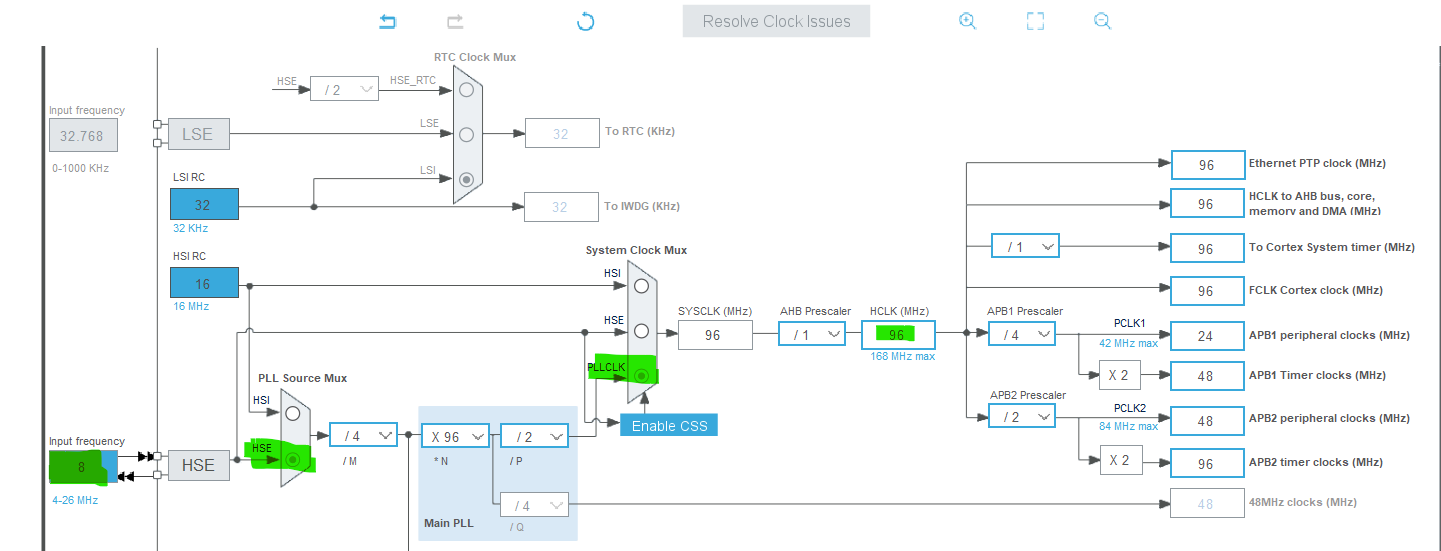 Resolve Clock Issues
RTC Clock Mux
HSE
/ 2
HSE_RTC
Input frequency
32.768
0-1000 KHz
LSE
LSE
32
To RTC (KHz)
LSI RC
32
32 KHz
LSI
32
To IWDG (KHz)
HSI RC
16
16 MHz
System Clock Mux
HSI
HSE
PLLCLK
Enable CSS
SYSCLK (MHz)
96
AHB Prescaler
/ 1
HCLK (MHz)
96
168 MHz max
96
Ethernet PTP clock (MHz)
96
HCLK to AHB bus, core,
memory and DMA (MHz)
/ 1
96
To Cortex System timer (MHz)
96
FCLK Cortex clock (MHz)
APB1 Prescaler
/ 4
PCLK1
42 MHz max
24
APB1 peripheral clocks (MHz)
X 2
48
APB1 Timer clocks (MHz)
APB2 Prescaler
/ 2
PCLK2
84 MHz max
48
APB2 peripheral clocks (MHz)
X 2
96
APB2 timer clocks (MHz)
48
48MHz clocks (MHz)
PLL Source Mux
HSI
HSE
Input frequency
8
4-26 MHz
HSE
/ 4
/ M
X 96
* N
/ 2
/ P
/ 4
/ Q
Main PLL